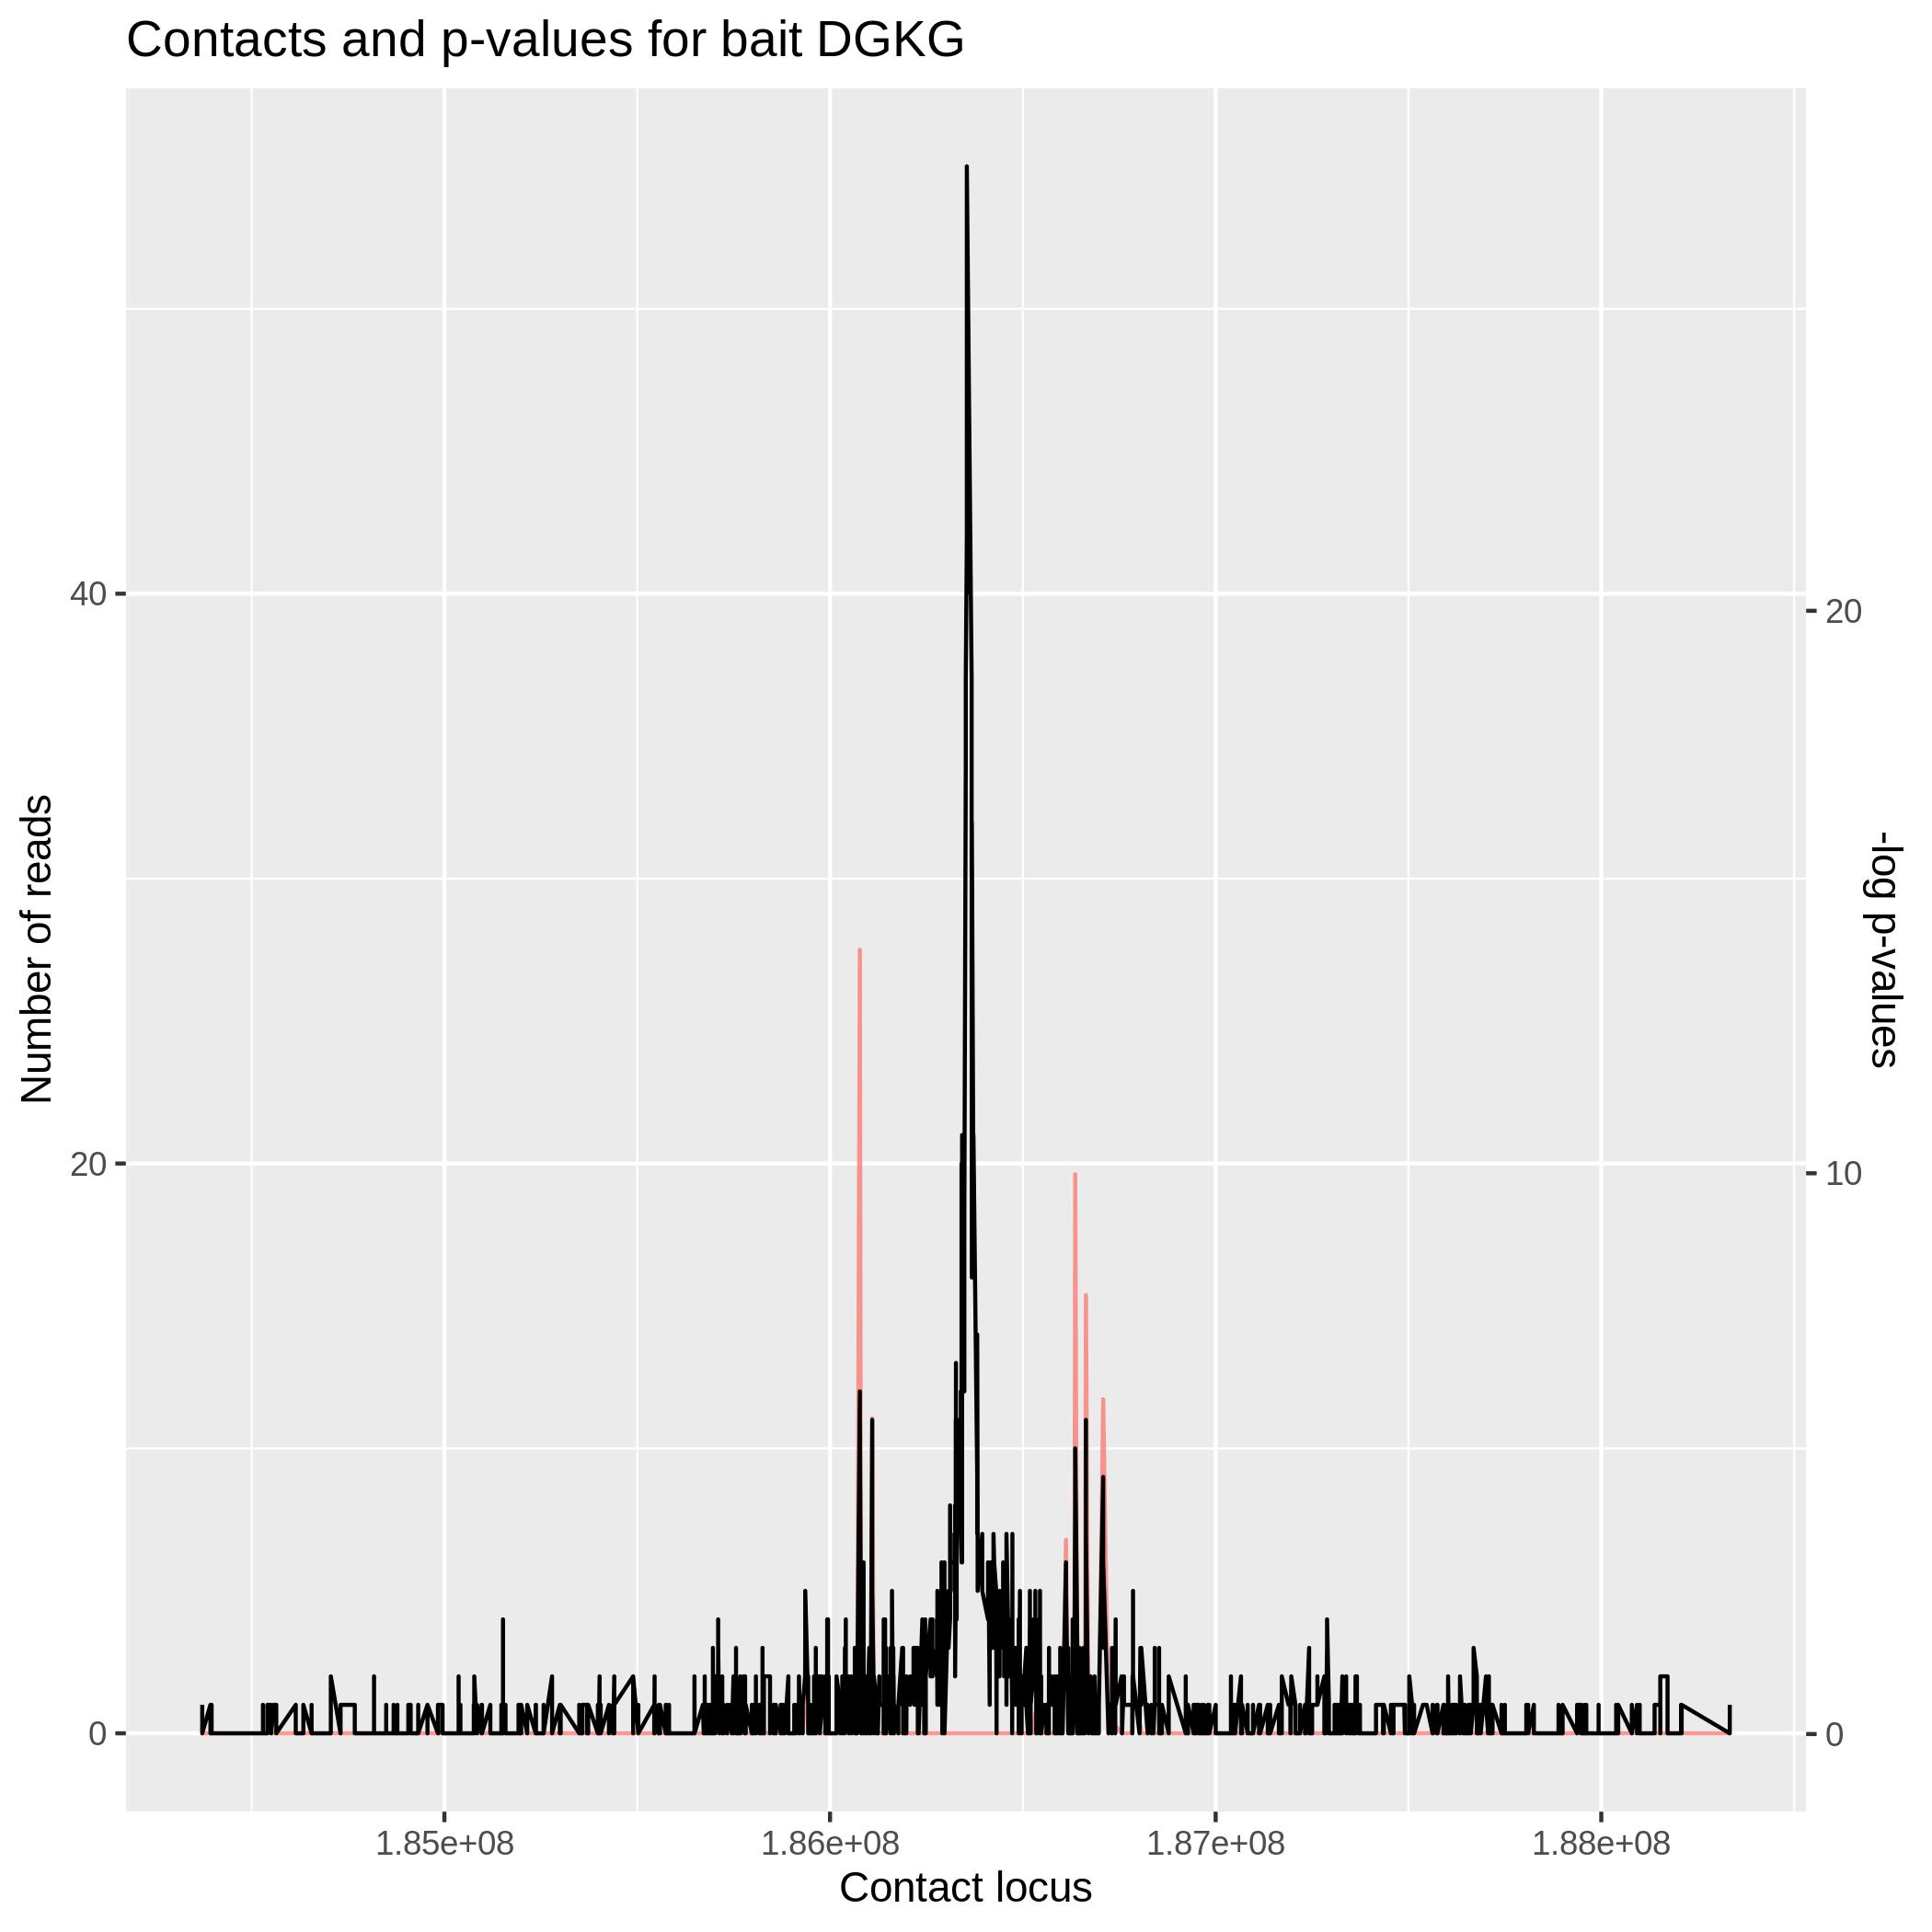 Contacts and p-values for bait DGKG
Number of reads
40
20
0
20
10
0
-log p-values
1.85e+08 1.86e+08 1.87e+08 1.88e+08
Contact locus